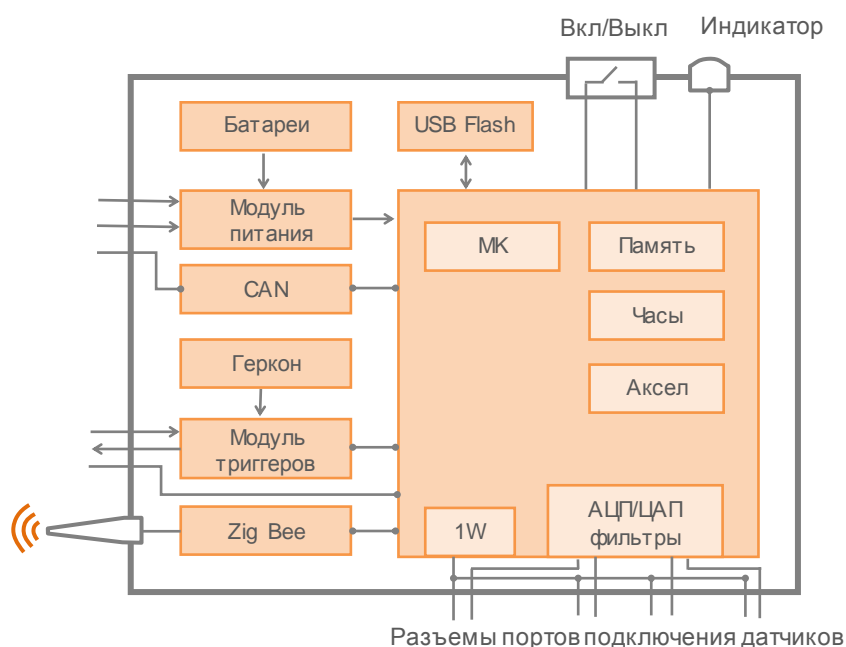 Вкл/Выкл
Индикатор
Батареи
USB Flash
Модуль
питания
МК
Память
CAN
Часы
Геркон
Аксел
Модуль
триггеров
Zig Bee
1W
АЦП/ЦАП
фильтры
Разъемы портов подключения датчиков